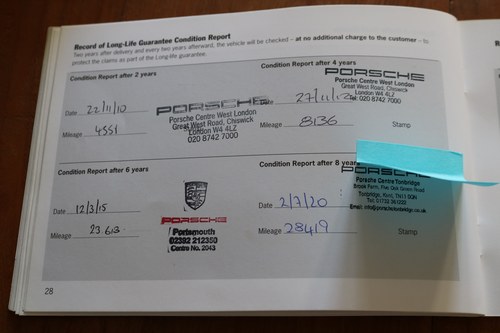 Record of Long-Life Guarantee Condition Report
Two years after delivery and every two years afterward, the vehicle will be checked – at no additional charge to the customer – to
protect the claims as part of the Long-life guarantee.
Condition Report after 2 years
Date 22/11/10
Mileage 4551
PORSCHE
Porsche Centre West London
Great West Road, Chiswick
London W4 4LZ
020 8742 7000
Condition Report after 4 years
Date
Mileage 8136
Stamp
PORSCHE
Porsche Centre West London
Great West Road, Chiswick
London W4 4LZ
020 8742 7000
Condition Report after 6 years
Date 12/3/15
Mileage 23.613
PORSCHE
Portsmouth
02392 212350
Centre No. 2043
Condition Report after 8 years
Date 2/3/20
Mileage 28419
Stamp
PORSCHE
Porsche Centre Tonbridge
Tonbridge, Kent, TN11
28